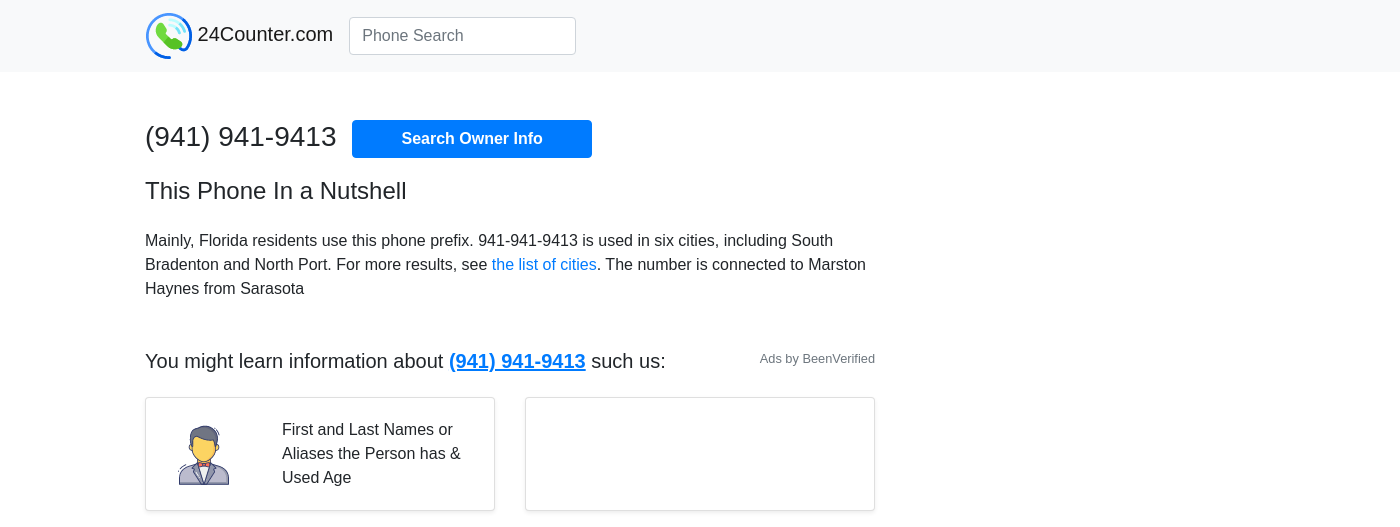 24Counter.com
Phone Search
(941) 941-9413
Search Owner Info
This Phone In a Nutshell
Mainly, Florida residents use this phone prefix. 941-941-9413 is used in six cities, including South
Bradenton and North Port. For more results, see the list of cities. The number is connected to Marston
Haynes from Sarasota
You might learn information about (941) 941-9413 such us:
Ads by BeenVerified
First and Last Names or
Aliases the Person has &
Used Age